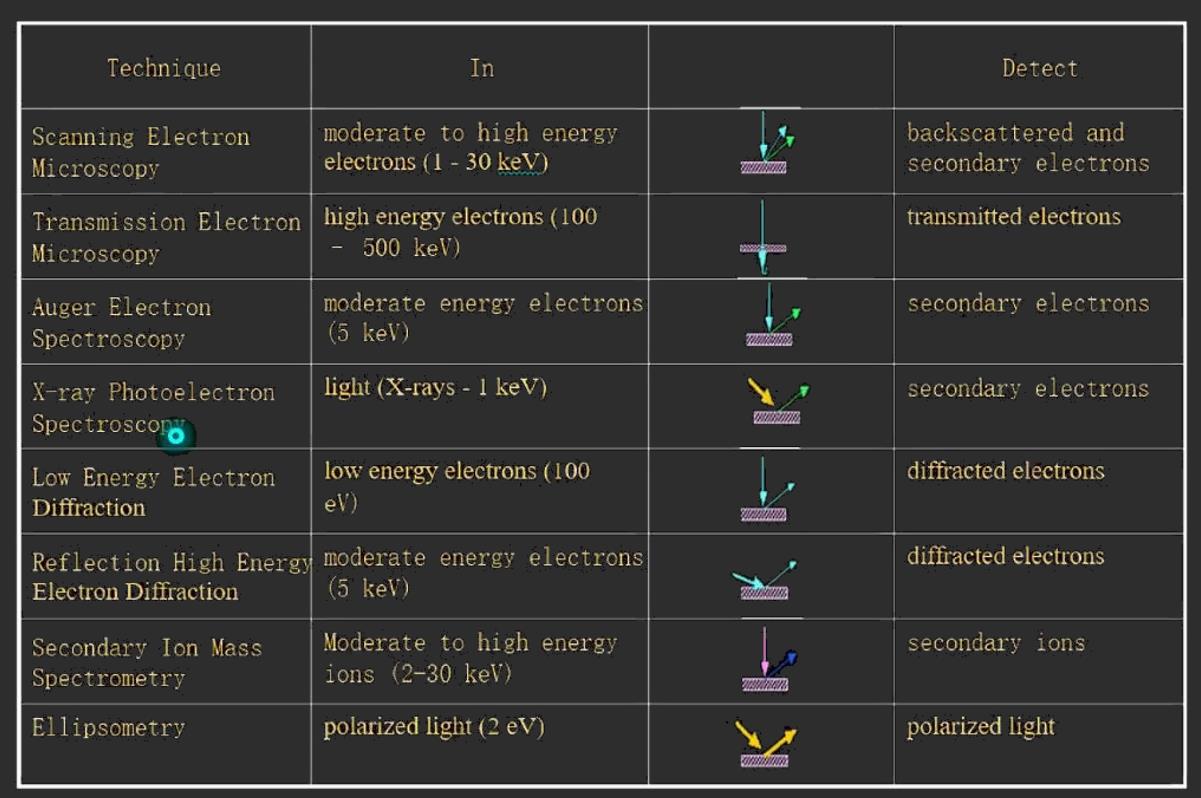 Technique In Detect
Scanning Electron
Microscopy
moderate to high energy
electrons (1 - 30 keV)
backscattered and
secondary electrons
Transmission Electron
Microscopy
high energy electrons (100
- 500 keV)
transmitted electrons
Auger Electron
Spectroscopy
moderate energy electrons
(5 keV)
secondary electrons
X-ray Photoelectron
Spectroscopy
light (X-rays - 1 keV)
secondary electrons
Low Energy Electron
Diffraction
low energy electrons (100
eV)
diffracted electrons
Reflection High Energy
Electron Diffraction
moderate energy electrons
(5 keV)
diffracted electrons
Secondary Ion Mass
Spectrometry
Moderate to high energy
ions (2-30 keV)
secondary ions
Ellipsometry
polarized light (2 eV)
polarized light